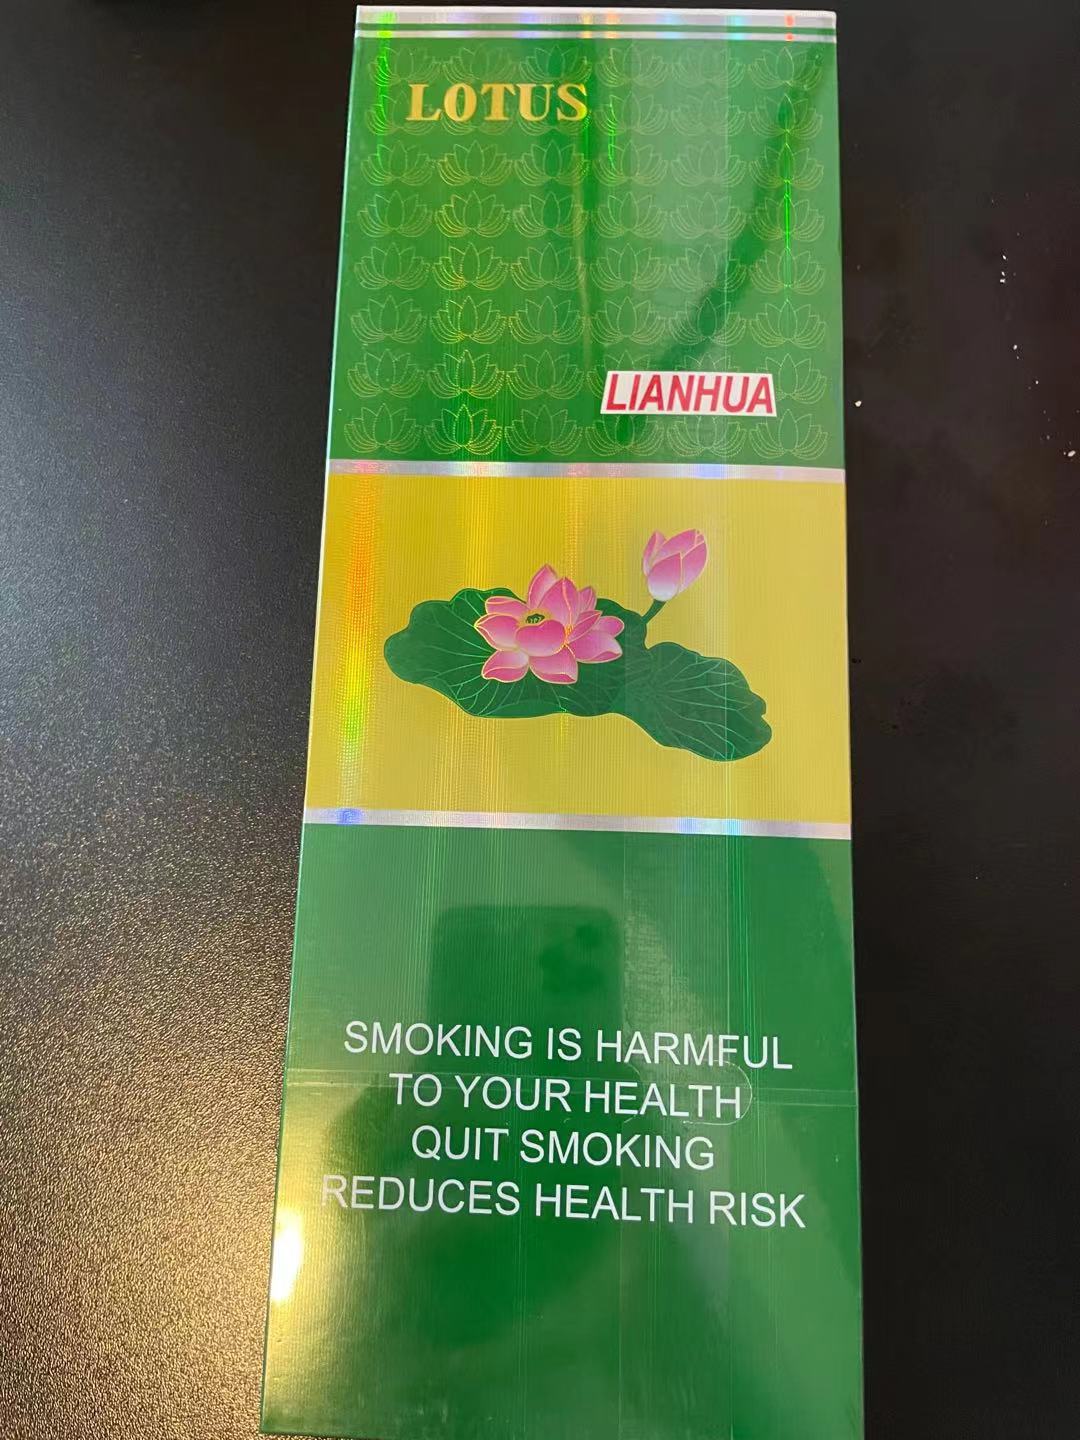 LOTUS
LIANHUA
SMOKING IS HARMFUL
TO YOUR HEALTH
QUIT SMOKING
REDUCES HEALTH RISK